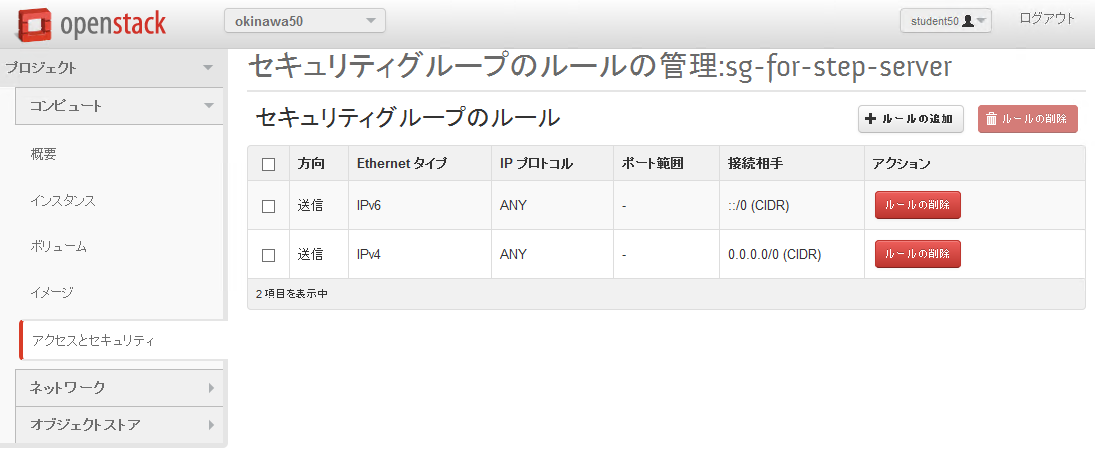 openstack
okinawa50
student50
ログアウト
プロジェクト
コンピュート
概要
インスタンス
ボリューム
イメージ
アクセスとセキュリティ
ネットワーク
オブジェクトストア
セキュリティグループのルールの管理:sg-for-step-server
セキュリティグループのルール
ルールの追加
ルールの削除
方向 Ethernet タイプ IP プロトコル ポート範囲 接続相手 アクション
送信 IPv6 ANY - ::/0 (CIDR) ルールの削除
送信 IPv4 ANY - 0.0.0.0/0 (CIDR) ルールの削除
2 項目を表示中